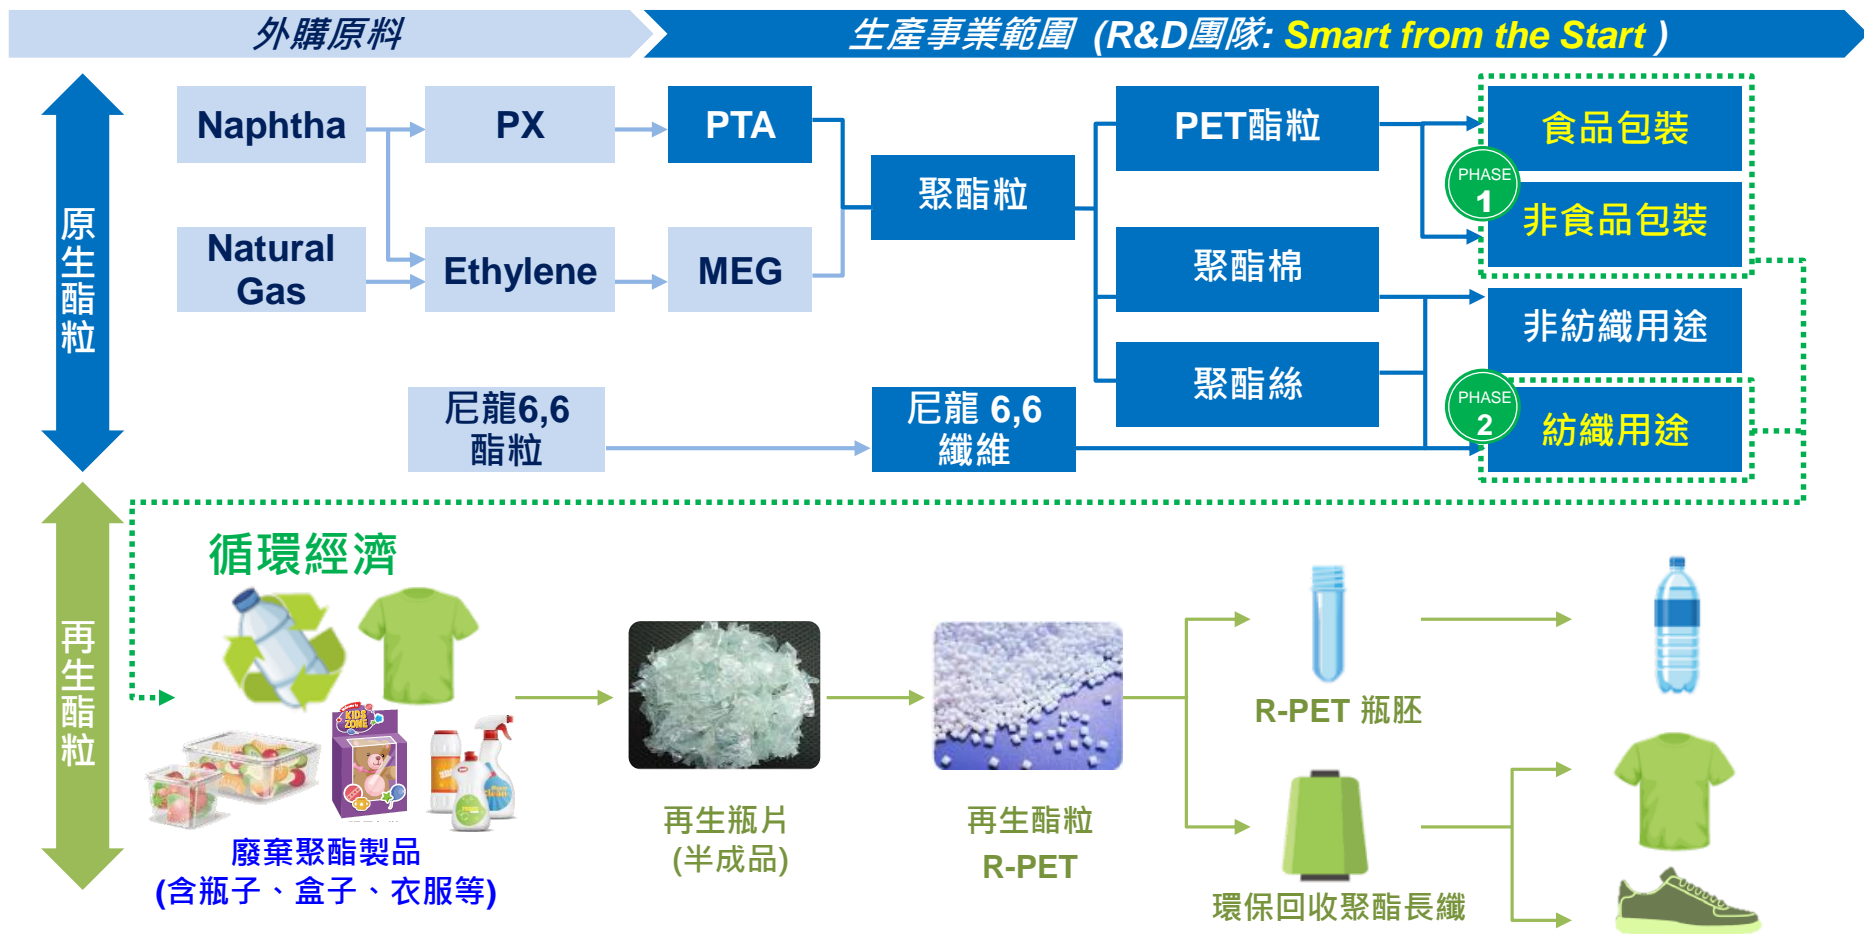 外購原料
生產事業範圍 (R&D團隊: Smart from the Start )
原生酯粒
Naphtha
PX
PTA
Natural
Gas
Ethylene
MEG
聚酯粒
PET酯粒
聚酯棉
聚酯絲
尼龍6,6
酯粒
尼龍 6,6
纖維
PHASE
1
食品包裝
非食品包裝
非紡織用途
PHASE
2
紡織用途
再生酯粒
循環經濟
KIDS
ZONE
廢棄聚酯製品
(含瓶子、盒子、衣服等)
再生瓶片
(半成品)
再生酯粒
R-PET
R-PET 瓶胚
環保回收聚酯長纖